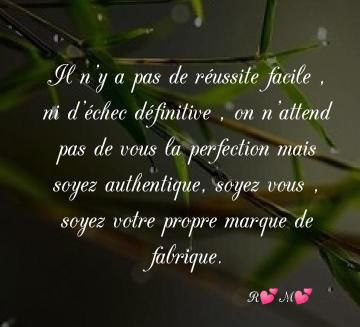 Il n'y a pas de réussite facile ,
ni d'échec définitive , on n'attend
pas de vous la perfection mais
soyez authentique, soyez vous ,
soyez votre propre marque de
fabrique.
R💕M💕